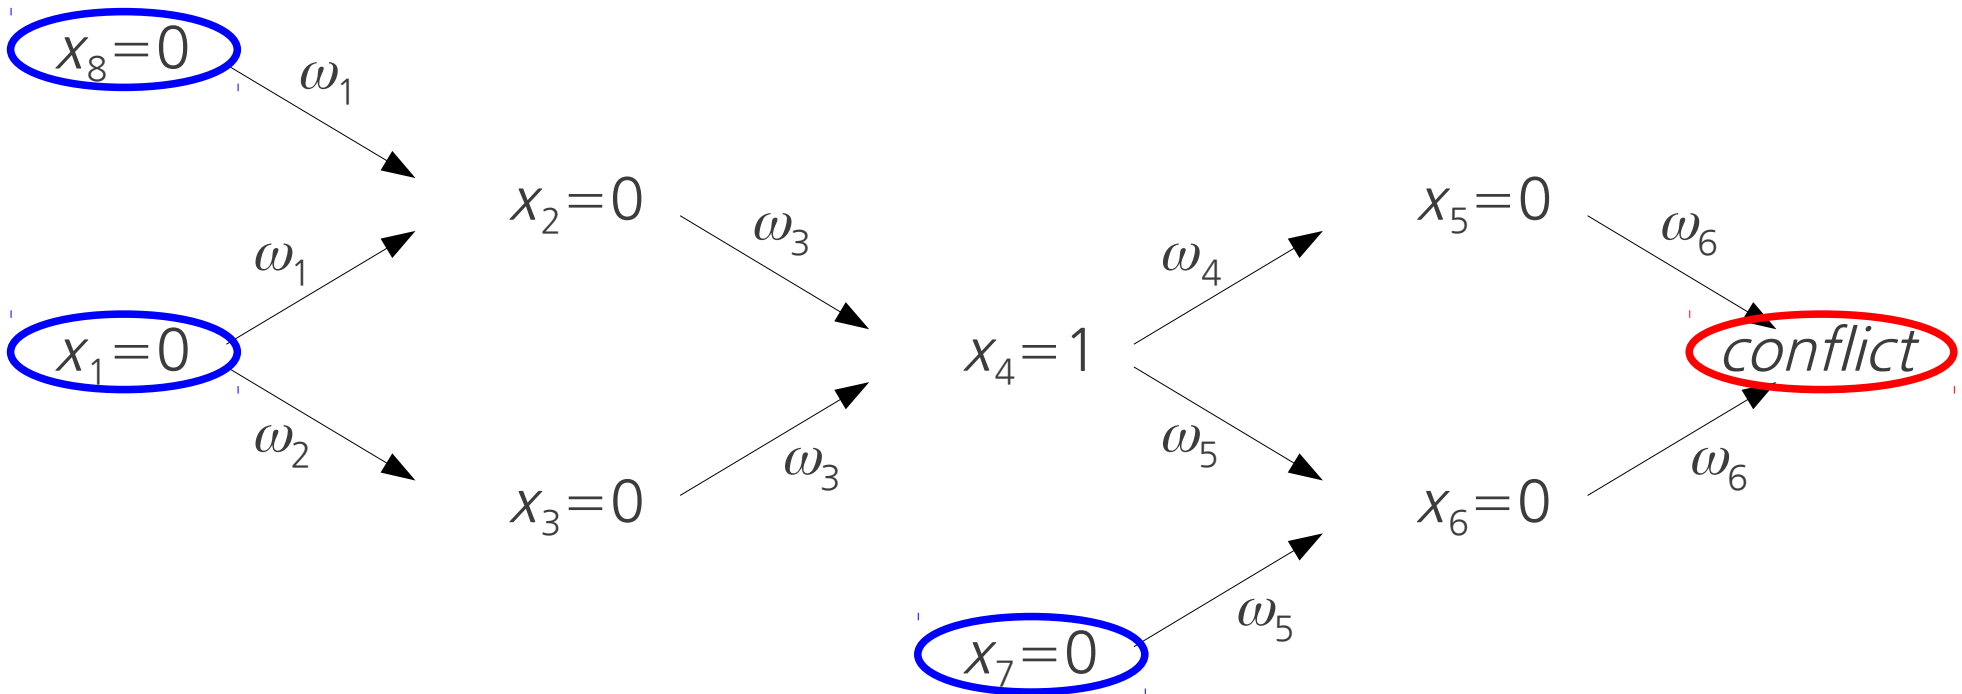 x₈=0
ω₁
x₂=0
x₅=0
ω₃
ω₆
ω₁
ω₄
x₁=0
x₄=1
conflict
ω₂
ω₅
ω₃
ω₆
x₃=0
x₆=0
ω₅
x₇=0